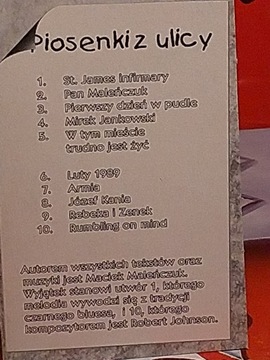 Piosenki z ulicy
1. St. James infirmary
2. Pan Maleńczuk
3. Pierwszy dzień w pudle
4. Mirek Jankowski
5. W tym mieście
trudno jest żyć
6. Luty 1989
7. Armia
8. Józef Kania
9. Rebeka i Zenek
10. Rumbling on mind
Autorem wszystkich tekstów oraz
muzyki jest Maciek Maleńczuk.
Wyjątek stanowi utwór 1, którego
melodia wywodzi się z tradycji
czarnego bluesa, i 10, którego
kompozytorem jest Robert Johnson.